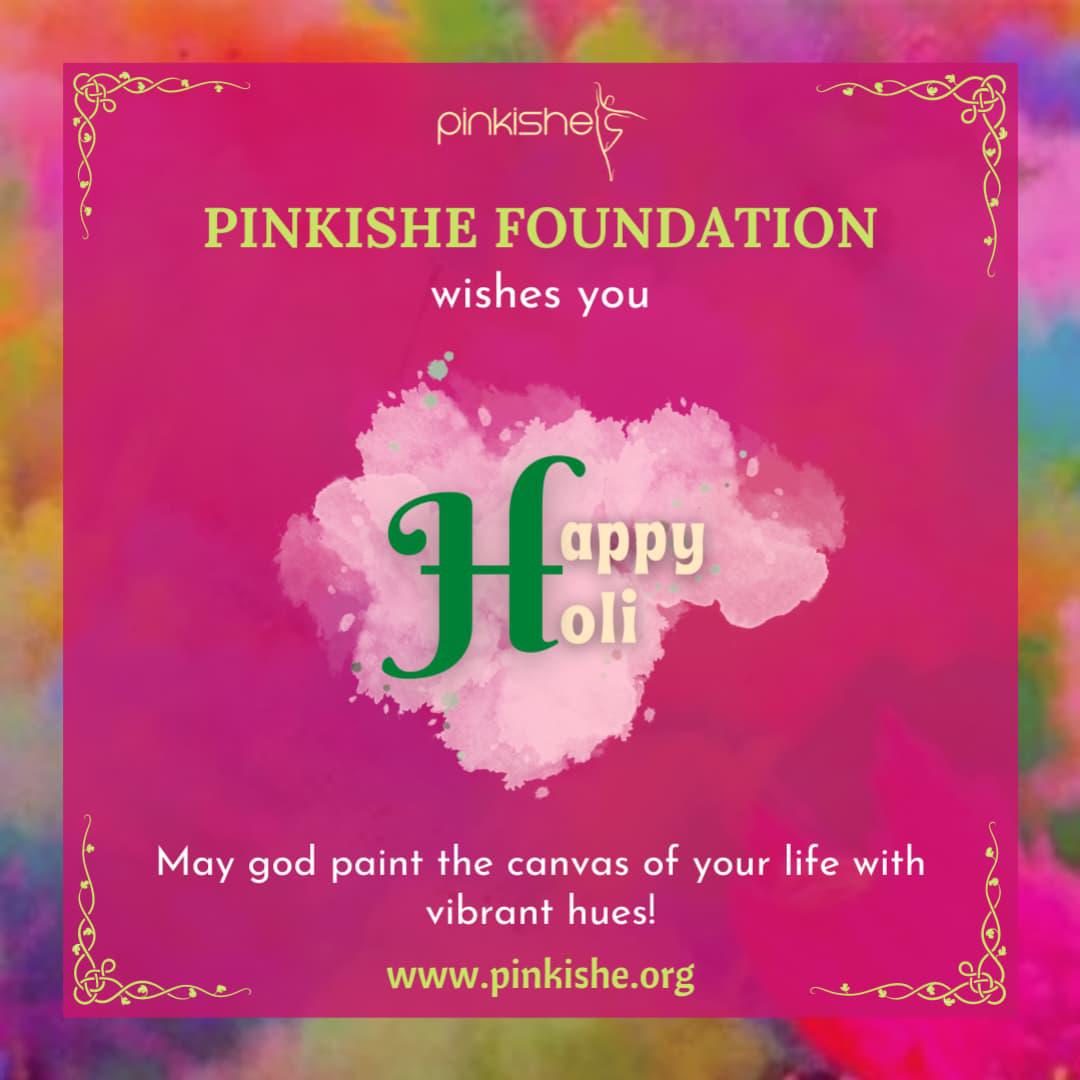 pinkishe
PINKISHE FOUNDATION
wishes you
Happy
Holi
May god paint the canvas of your life with
vibrant hues!
www.pinkishe.org